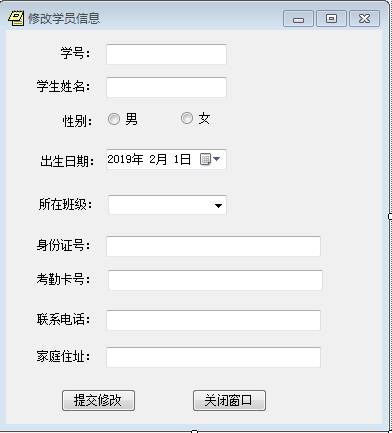 修改学员信息
学号：
学生姓名：
性别： 男 女
出生日期： 2019年 2月 1日
所在班级：
身份证号：
考勤卡号：
联系电话：
家庭住址：
提交修改 关闭窗口